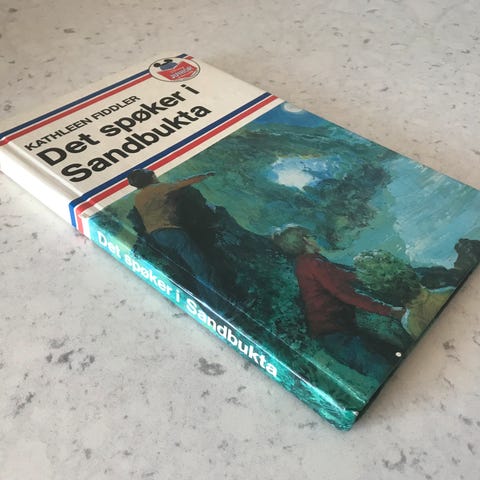 KATHLEEN FIDDLER
Det spøker i
Sandbukta
Det spøker i Sandbukta